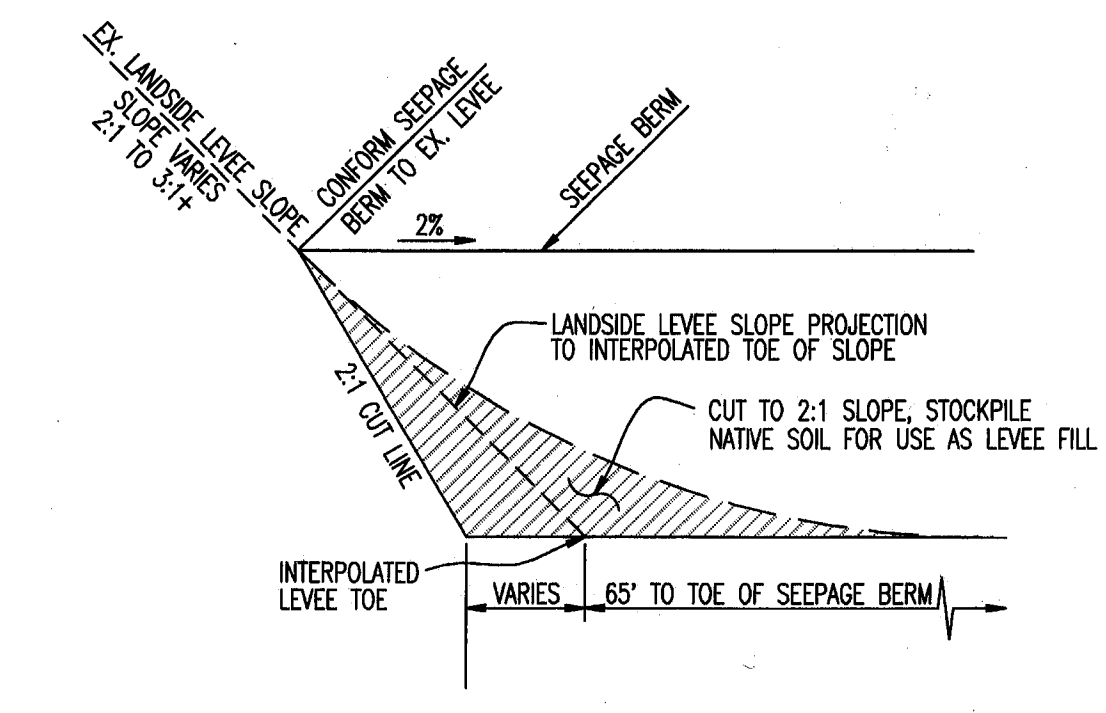 EX. LANDSIDE LEVEE SLOPE
SLOPE VARIES
2:1 TO 3:1+
CONFORM SEEPAGE
BERM TO EX. LEVEE
SEEPAGE BERM
2%
LANDSIDE LEVEE SLOPE PROJECTION
TO INTERPOLATED TOE OF SLOPE
2:1 CUT LINE
CUT TO 2:1 SLOPE, STOCKPILE
NATIVE SOIL FOR USE AS LEVEE FILL
INTERPOLATED
LEVEE TOE
VARIES
65' TO TOE OF SEEPAGE BERM